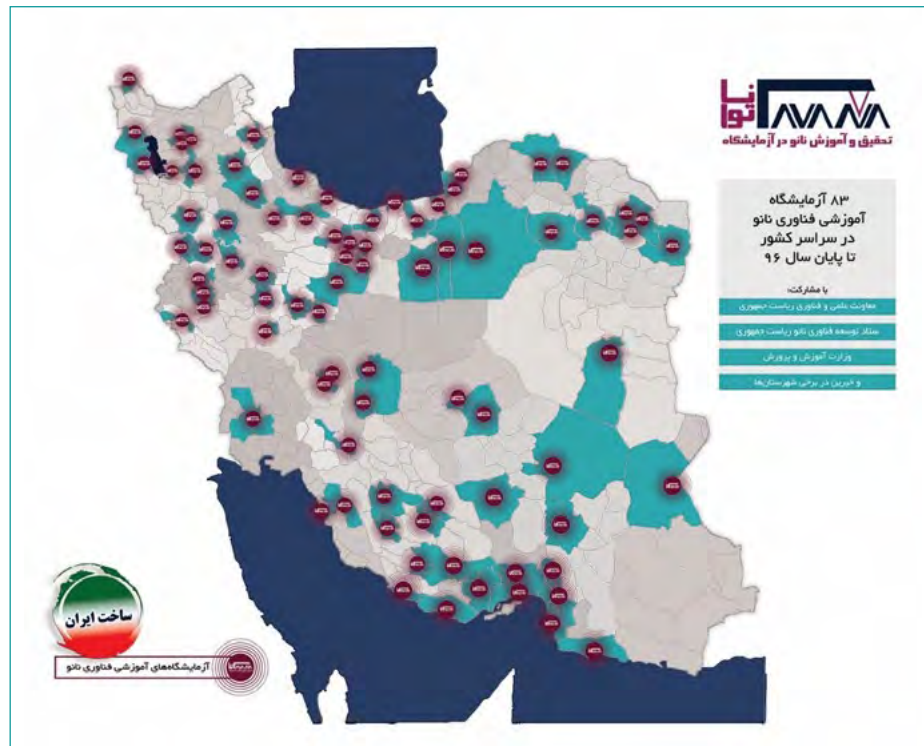 توانا
TAVANA
تحقیق و آموزش نانو در آزمایشگاه
۸۳ آزمایشگاه
آموزشی فناوری نانو
در سراسر کشور
تا پایان سال ۹۶
با مشارکت:
معاونت علمی و فناوری ریاست جمهوری
ستاد توسعه فناوری نانو ریاست جمهوری
وزارت آموزش و پرورش
و خیرین در برخی شهرستان‌ها
ساخت ایران
آزمایشگاه‌های آموزشی فناوری نانو